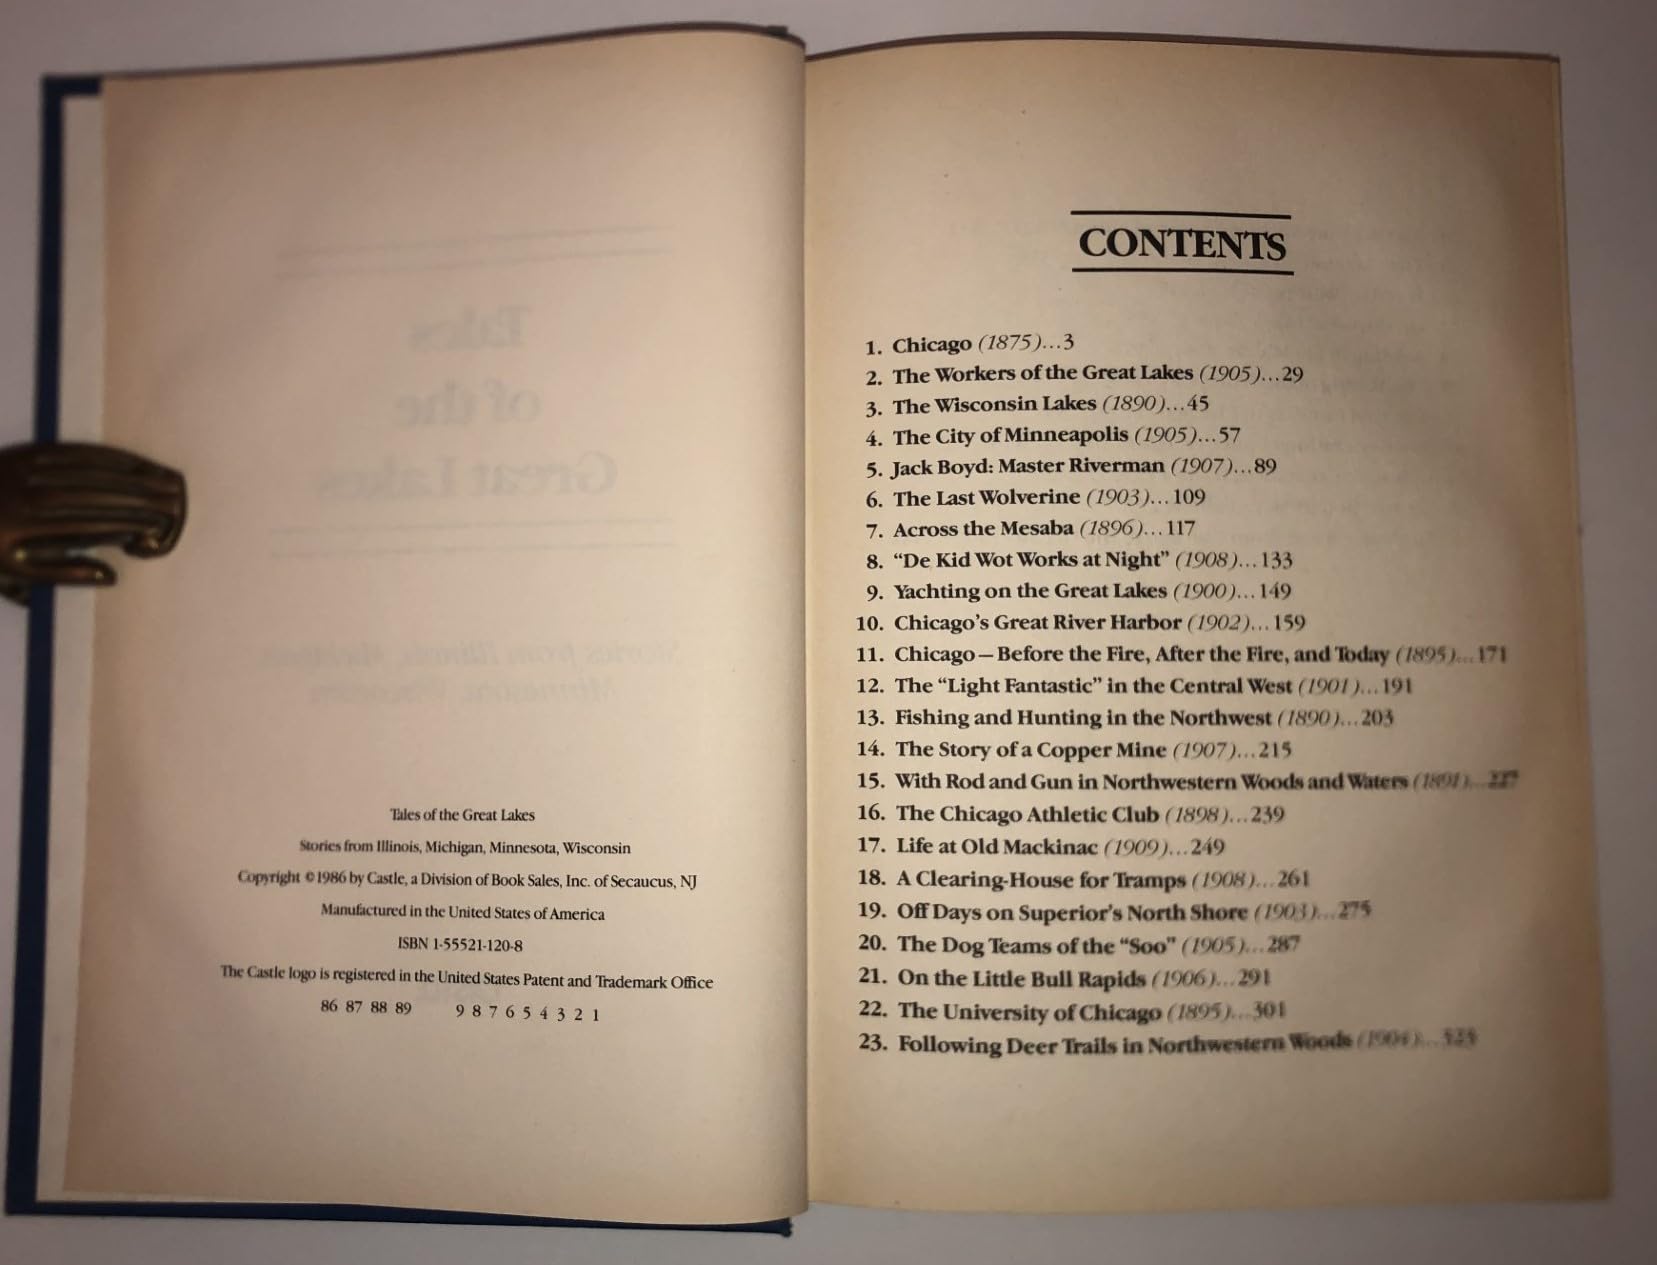 Tales of the Great Lakes
Stories from Illinois, Michigan, Minnesota, Wisconsin
Copyright © 1986 by Castle, a Division of Book Sales, Inc. of Secaucus, NJ
Manufactured in the United States of America
ISBN 1-55521-120-8
The Castle logo is registered in the United States Patent and Trademark Office
86 87 88 89 9 8 7 6 5 4 3 2 1
CONTENTS
1. Chicago (1875)...3
2. The Workers of the Great Lakes (1905)...29
3. The Wisconsin Lakes (1890)...45
4. The City of Minneapolis (1905)...57
5. Jack Boyd: Master Riverman (1907)...89
6. The Last Wolverine (1903)...109
7. Across the Mesaba (1896)...117
8. “De Kid Wot Works at Night” (1908)...133
9. Yachting on the Great Lakes (1900)...149
10. Chicago’s Great River Harbor (1902)...159
11. Chicago—Before the Fire, After the Fire, and Today (1895)...171
12. The “Light Fantastic” in the Central West (1901)...191
13. Fishing and Hunting in the Northwest (1890)...203
14. The Story of a Copper Mine (1907)...215
15. With Rod and Gun in Northwestern Woods and Waters
16. The Chicago Athletic Club (1898)...239
17. Life at Old Mackinac (1909)...249
18. A Clearing-House for Tramps (1908)...261
19. Off Days on Superior’s North Shore (1903)...275
20. The Dog Teams of the “Soo” (1905)...287
21. On the Little Bull Rapids (1906)...291
22. The University of Chicago (1895)...301
23. Following Deer Trails in Northwestern Woods